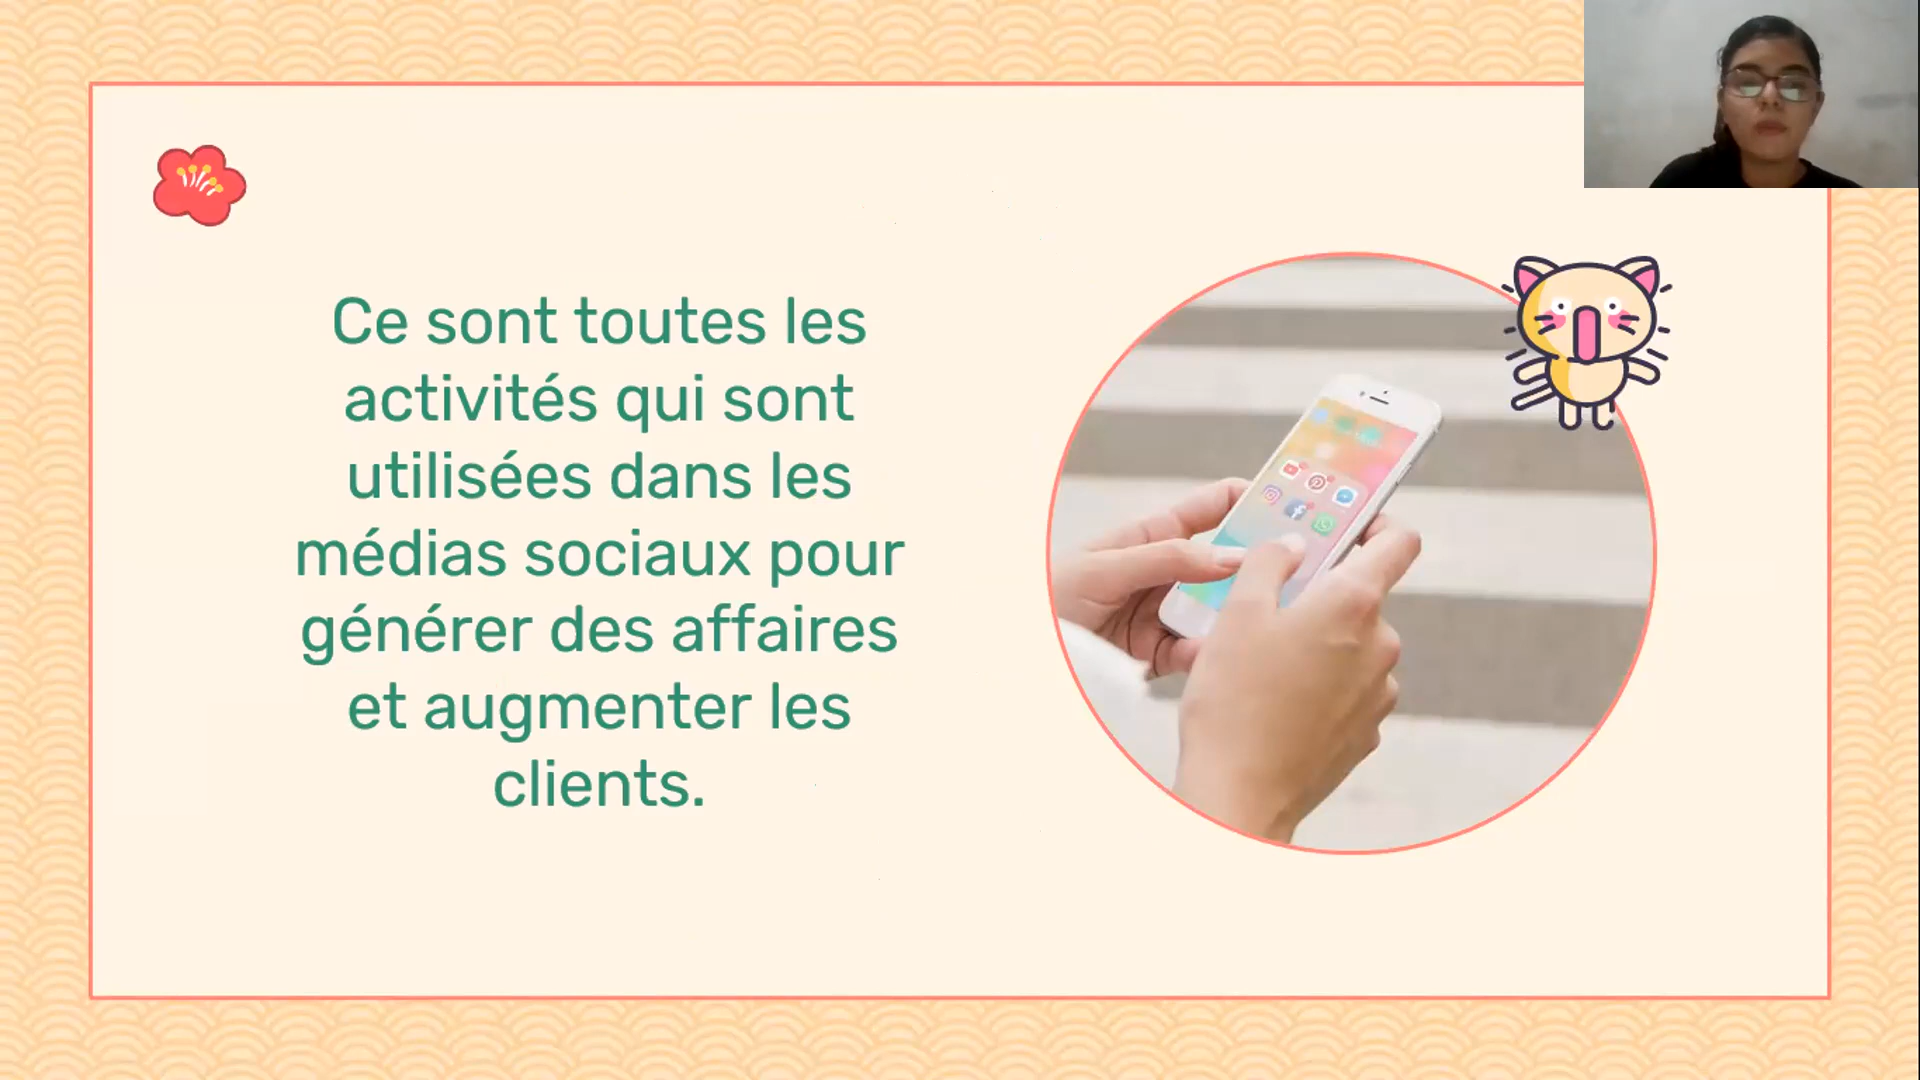 Ce sont toutes les
activités qui sont
utilisées dans les
médias sociaux pour
générer des affaires
et augmenter les
clients.